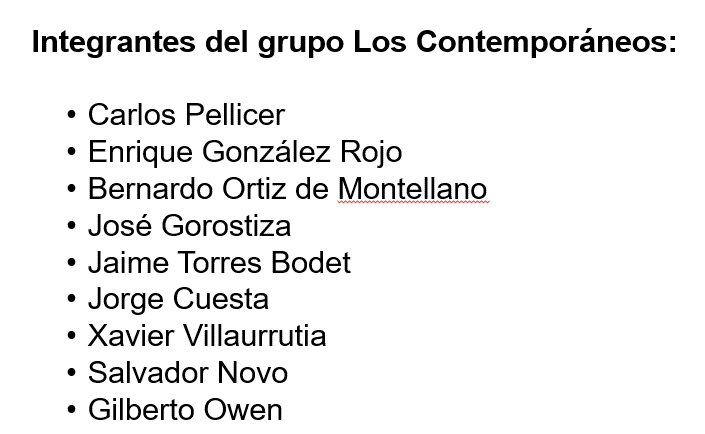 Integrantes del grupo Los Contemporáneos:
• Carlos Pellicer
• Enrique González Rojo
• Bernardo Ortiz de Montellano
• José Gorostiza
• Jaime Torres Bodet
• Jorge Cuesta
• Xavier Villaurrutia
• Salvador Novo
• Gilberto Owen